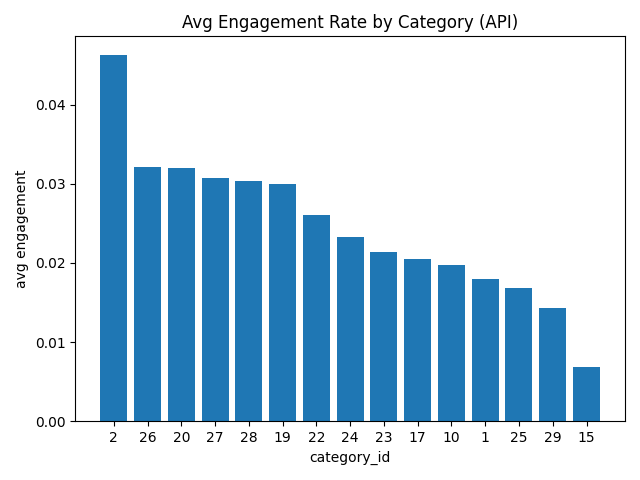 Avg Engagement Rate by Category (API)
avg engagement
0.04
0.03
0.02
0.01
0.00
2 26 20 27 28 19 22 24 23 17 10 1 25 29 15
category_id